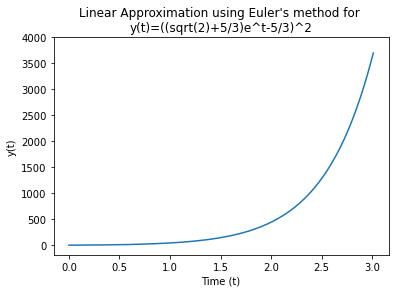 Linear Approximation using Euler's method for
y(t)=((sqrt(2)+5/3)e^t-5/3)^2
4000
3500
3000
2500
2000
1500
1000
500
0
y(t)
0.0 0.5 1.0 1.5 2.0 2.5 3.0
Time (t)